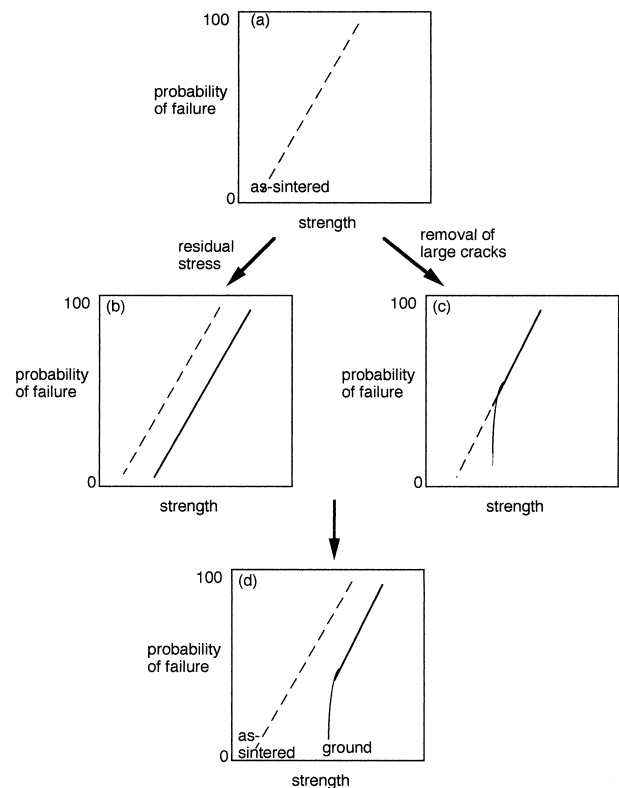 100
(a)
probability
of failure
as-sintered
0
strength
residual
stress
removal of
large cracks
100
(b)
probability
of failure
0
strength
100
(c)
probability
of failure
0
strength
100
(d)
probability
of failure
as-
sintered
ground
0
strength